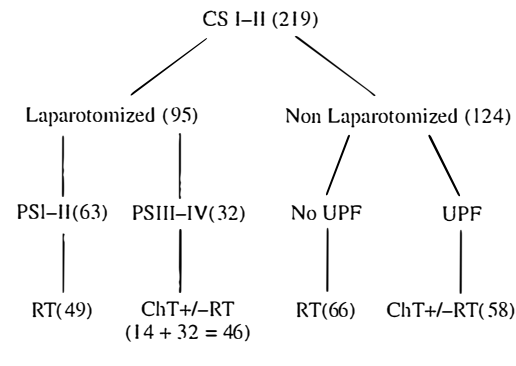 CS I–II (219)
Laparotomized (95) Non Laparotomized (124)
PSI–II(63) PSIII–IV(32) No UPF UPF
RT(49) ChT+/–RT RT(66) ChT+/–RT(58)
(14 + 32 = 46)